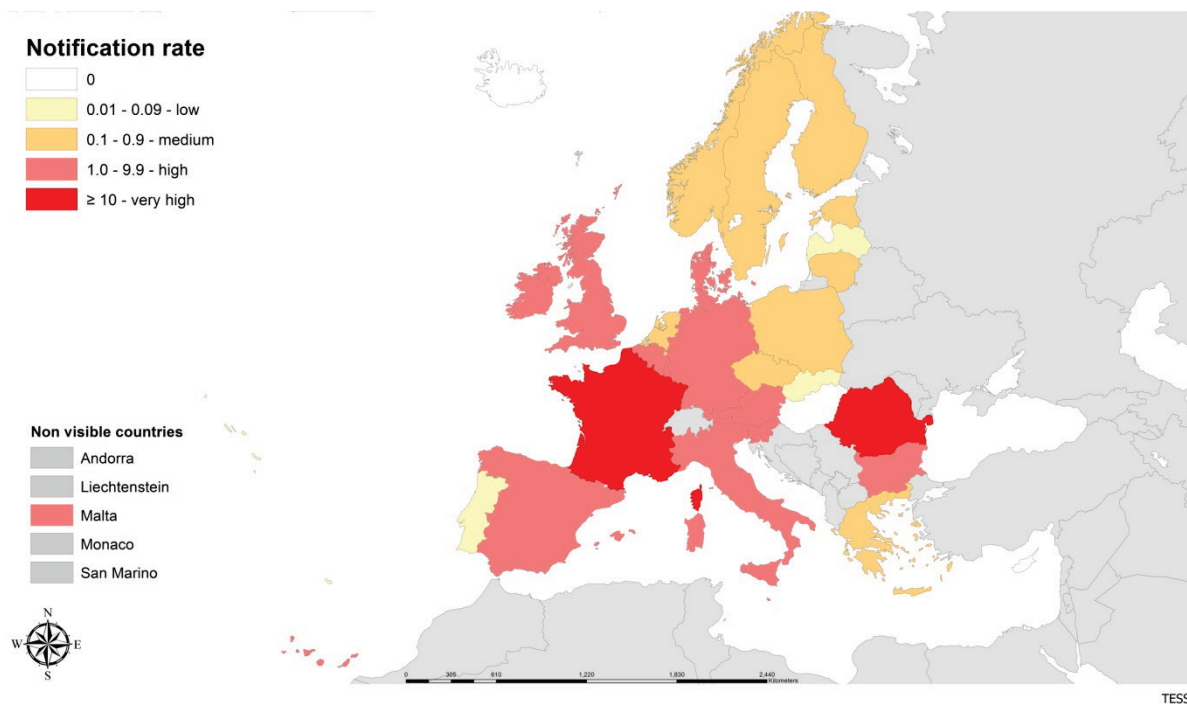 Notification rate
0
0.01 - 0.09 - low
0.1 - 0.9 - medium
1.0 - 9.9 - high
≥ 10 - very high
Non visible countries
Andorra
Liechtenstein
Malta
Monaco
San Marino
N
W E
S
0 305 610 1,220 1,830 2,440
Kilometers
TESS